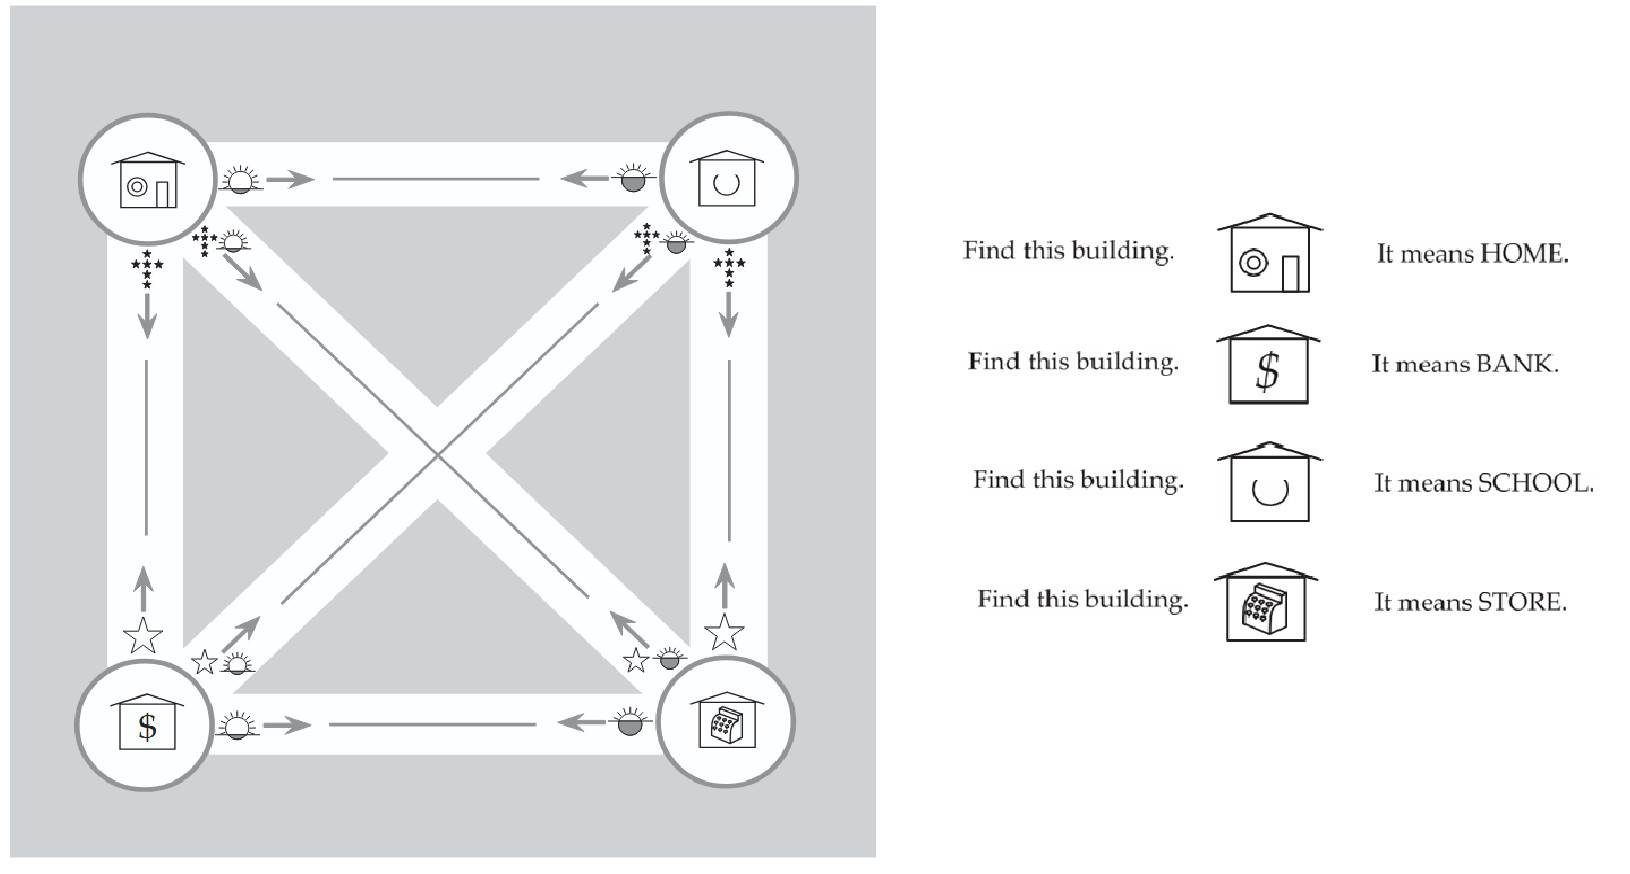 $
Find this building. It means HOME.
Find this building. $ It means BANK.
Find this building. It means SCHOOL.
Find this building. It means STORE.